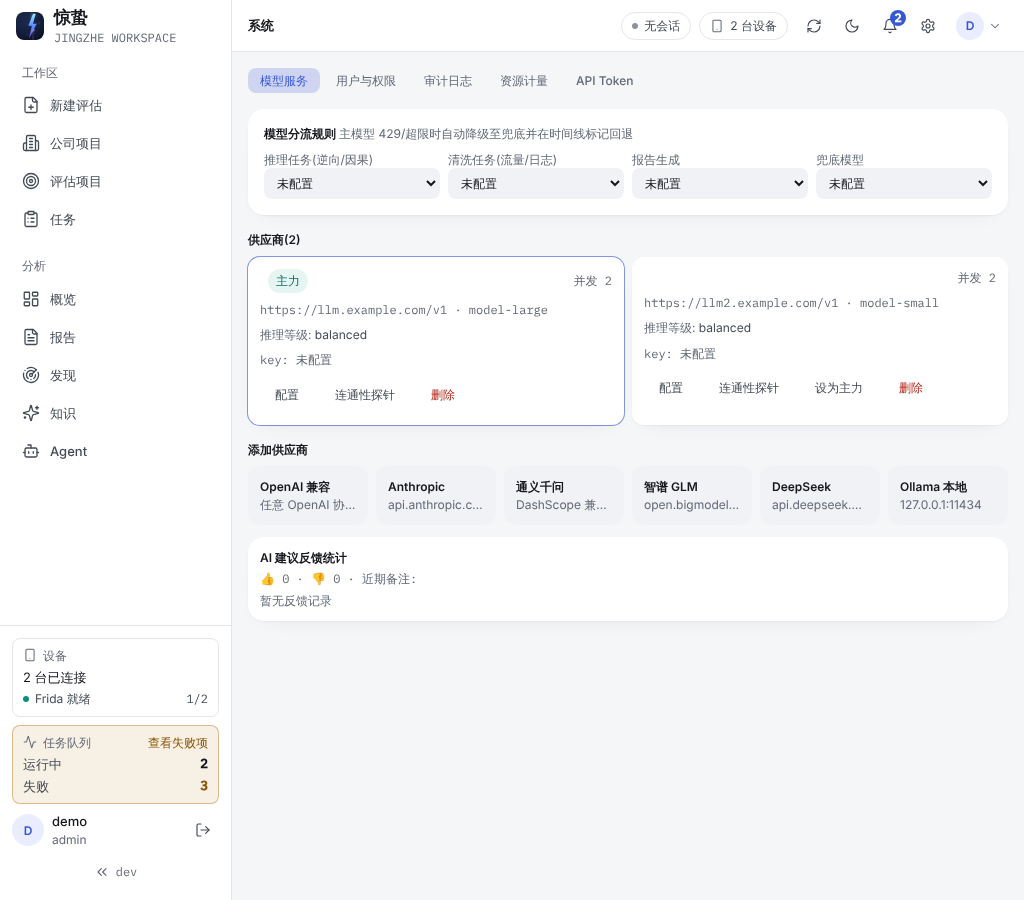 惊蛰
JINGZHE WORKSPACE
工作区
新建评估
公司项目
评估项目
任务
分析
概览
报告
发现
知识
Agent
设备
2 台已连接
Frida 就绪 1/2
任务队列 查看失败项
运行中 2
失败 3
D demo
admin
dev
系统 无会话 2 台设备 2 D
模型服务 用户与权限 审计日志 资源计量 API Token
模型分流规则 主模型 429/超限时自动降级至兜底并在时间线标记回退
推理任务(逆向/因果) 清洗任务(流量/日志) 报告生成 兜底模型
未配置 未配置 未配置 未配置
供应商(2)
主力 并发 2
https://llm.example.com/v1 · model-large
推理等级: balanced
key: 未配置
配置 连通性探针 删除
并发 2
https://llm2.example.com/v1 · model-small
推理等级: balanced
key: 未配置
配置 连通性探针 设为主力 删除
添加供应商
OpenAI 兼容 Anthropic 通义千问 智谱 GLM DeepSeek Ollama 本地
任意 OpenAI 协... api.anthropic.c... DashScope 兼... open.bigmodel... api.deepseek.... 127.0.0.1:11434
AI 建议反馈统计
👍 0 · 👎 0 · 近期备注:
暂无反馈记录